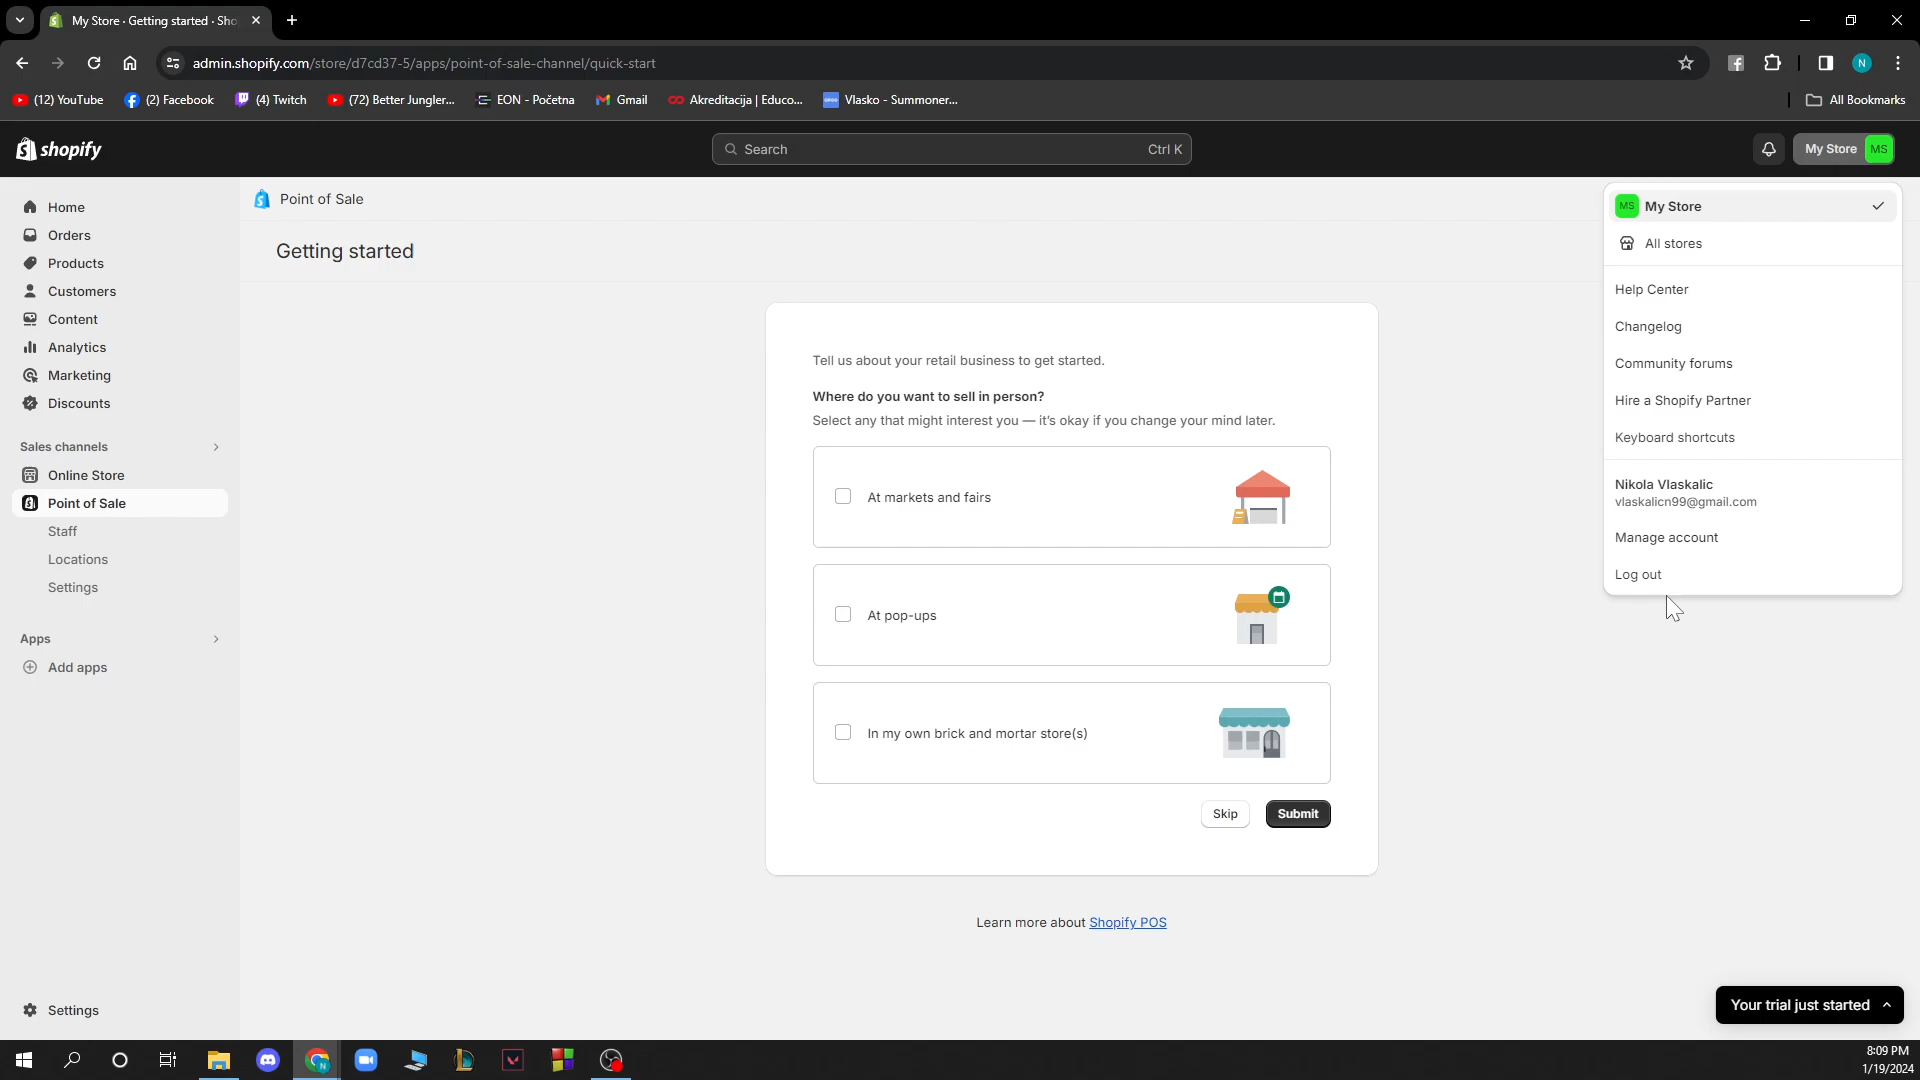 My Store · Getting started · Sho
admin.shopify.com/store/d7cd37-5/apps/point-of-sale-channel/quick-start
N
(12) YouTube
(2) Facebook
(4) Twitch
(72) Better Jungler...
EON - Početna
Gmail
Akreditacija | Educo...
Vlasko - Summoner...
All Bookmarks
shopify
Search
Ctrl K
My Store
MS
Home
Orders
Products
Customers
Content
Analytics
Marketing
Discounts
Sales channels
Online Store
Point of Sale
Staff
Locations
Settings
Apps
Add apps
Settings
Point of Sale
Getting started
Tell us about your retail business to get started.
Where do you want to sell in person?
Select any that might interest you — it's okay if you change your mind later.
At markets and fairs
At pop-ups
In my own brick and mortar store(s)
Skip
Submit
Learn more about Shopify POS
MS
My Store
All stores
Help Center
Changelog
Community forums
Hire a Shopify Partner
Keyboard shortcuts
Nikola Vlaskalic
vlaskalicn99@gmail.com
Manage account
Log out
Your trial just started
8:09 PM
1/19/2024